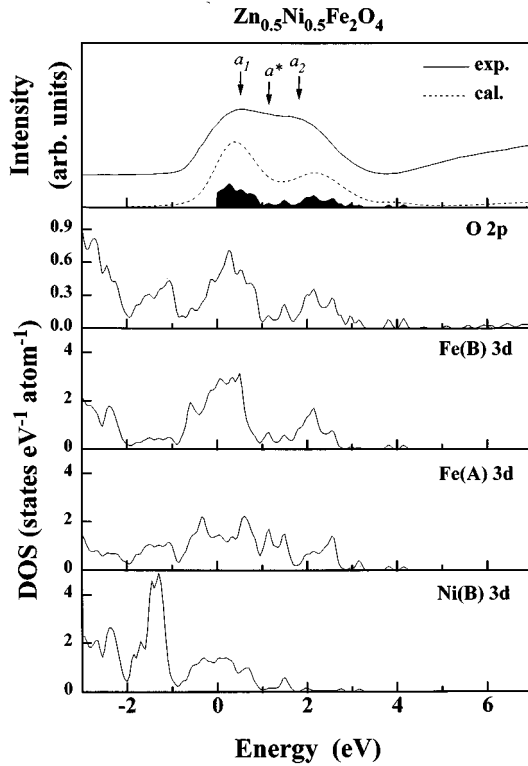 Zn0.5Ni0.5Fe2O4
a1 a* a2
exp.
cal.
Intensity
(arb. units)
O 2p
0.9
0.6
0.3
0.0
Fe(B) 3d
4
2
0
Fe(A) 3d
4
2
0
Ni(B) 3d
4
2
0
DOS (states eV-1 atom-1)
-2 0 2 4 6
Energy (eV)